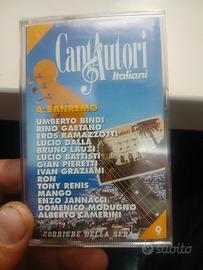 CantAutori
Italiani
A SANREMO
UMBERTO BINDI
RINO GAETANO
EROS RAMAZZOTTI
LUCIO DALLA
BRUNO LAUZI
LUCIO BATTISTI
GIAN PIERETTI
IVAN GRAZIANI
RON
TONY RENIS
MANGO
ENZO JANNACCI
DOMENICO MODUGNO
ALBERTO CAMERINI
CORRIERE DELLA SERA
9
subito